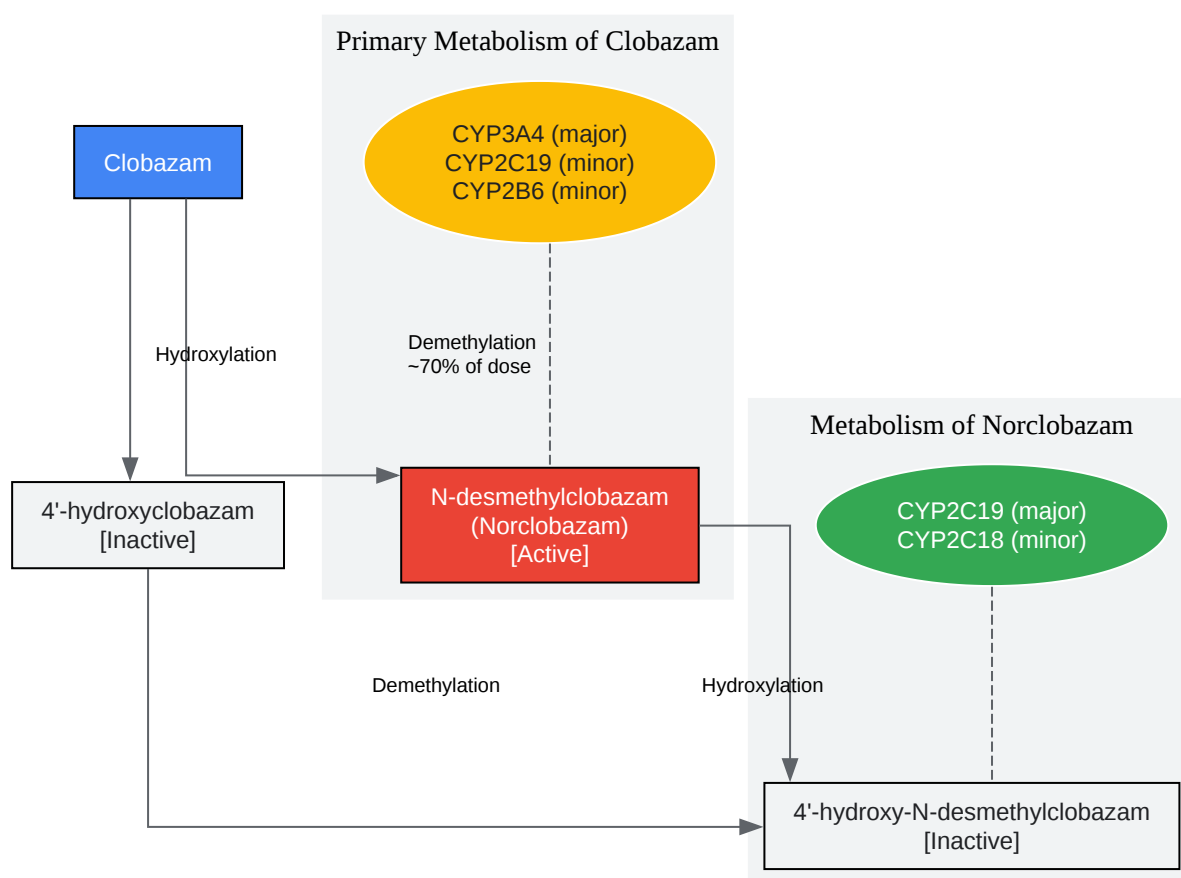 Primary Metabolism of Clobazam
CYP3A4 (major)
CYP2C19 (minor)
CYP2B6 (minor)
Clobazam
Hydroxylation
Demethylation
~70% of dose
Metabolism of Norclobazam
N-desmethylclobazam
(Norclobazam)
[Active]
4'-hydroxyclobazam
[Inactive]
CYP2C19 (major)
CYP2C18 (minor)
Demethylation
Hydroxylation
4'-hydroxy-N-desmethylclobazam
[Inactive]